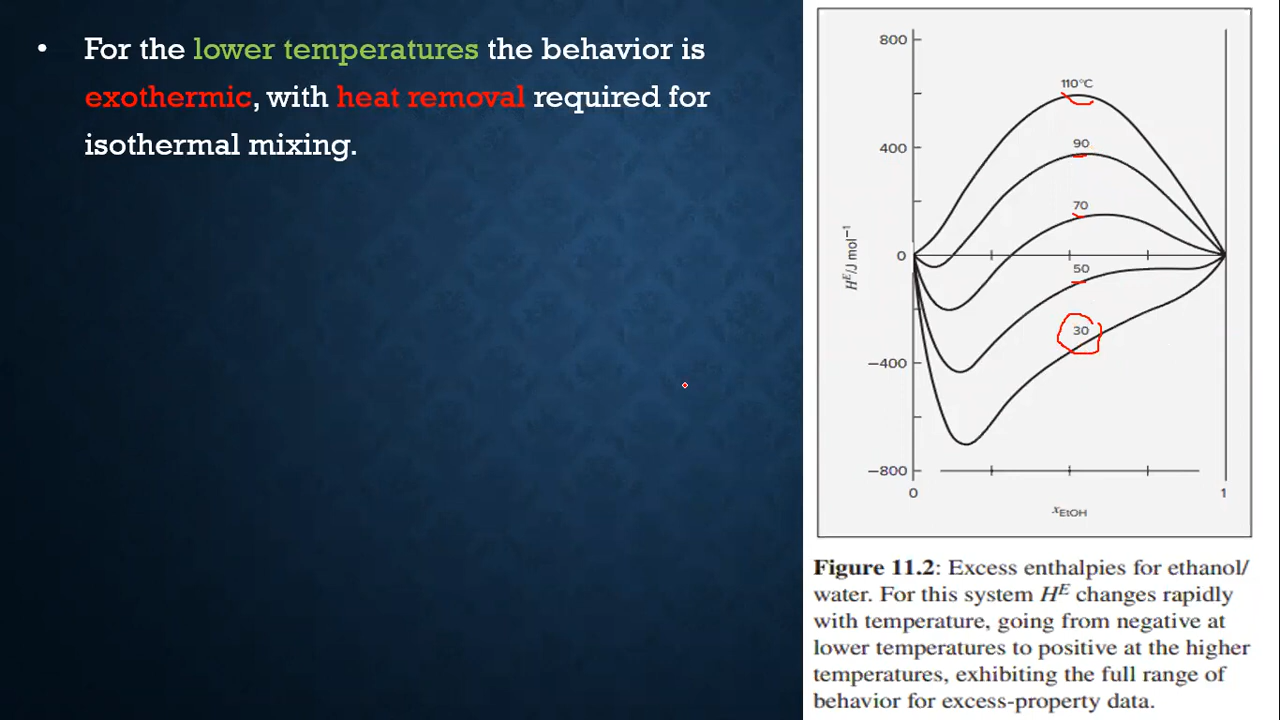 • For the lower temperatures the behavior is
exothermic, with heat removal required for
isothermal mixing.
800
110°C
90
400
70
0
50
30
−400
−800
0
1
Hᴱ/J mol⁻¹
xEtOH
Figure 11.2: Excess enthalpies for ethanol/
water. For this system Hᴱ changes rapidly
with temperature, going from negative at
lower temperatures to positive at the higher
temperatures, exhibiting the full range of
behavior for excess-property data.